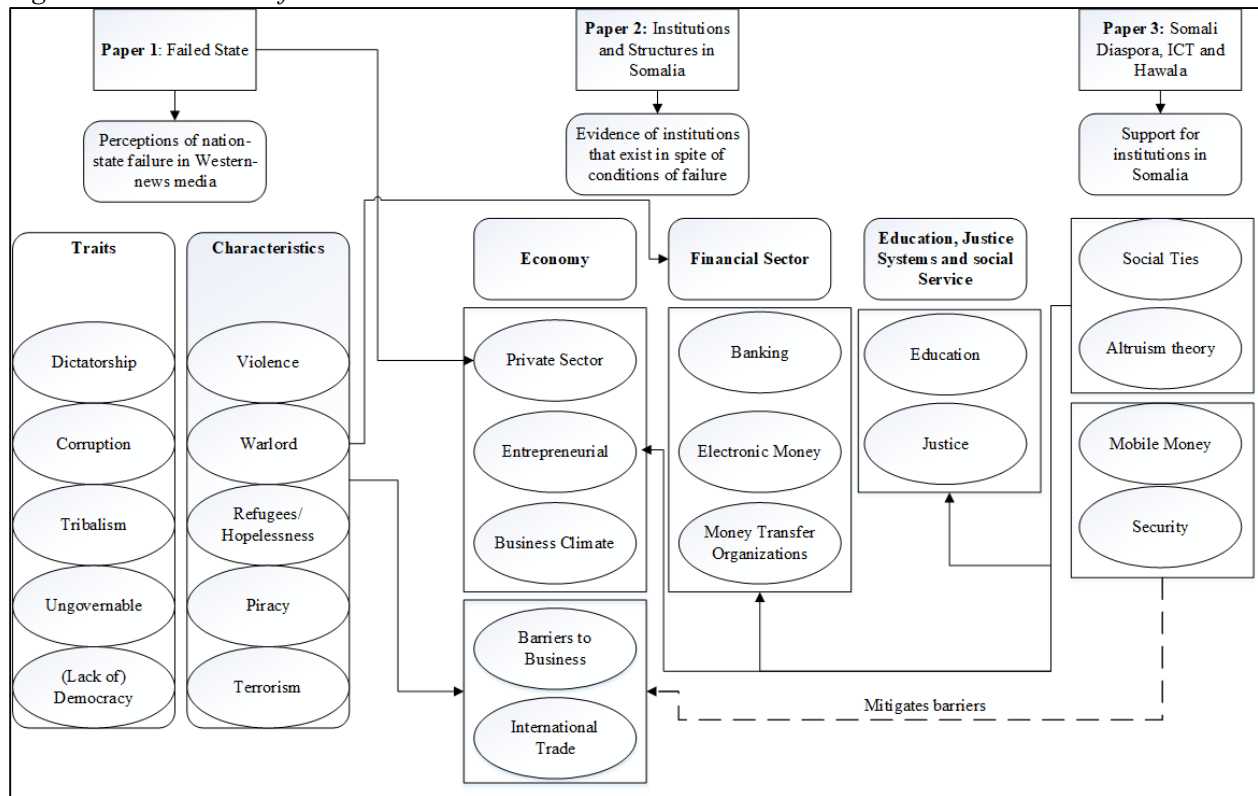 Paper 1: Failed State
Paper 2: Institutions
and Structures in
Somalia
Paper 3: Somali
Diaspora, ICT and
Hawala
Perceptions of nation-
state failure in Western-
news media
Evidence of institutions
that exist in spite of
conditions of failure
Support for
institutions in
Somalia
Traits
Dictatorship
Corruption
Tribalism
Ungovernable
(Lack of)
Democracy
Characteristics
Violence
Warlord
Refugees/
Hopelessness
Piracy
Terrorism
Economy
Private Sector
Entrepreneurial
Business Climate
Barriers to
Business
International
Trade
Financial Sector
Banking
Electronic Money
Money Transfer
Organizations
Education, Justice
Systems and social
Service
Education
Justice
Social Ties
Altruism theory
Mobile Money
Security
Mitigates barriers